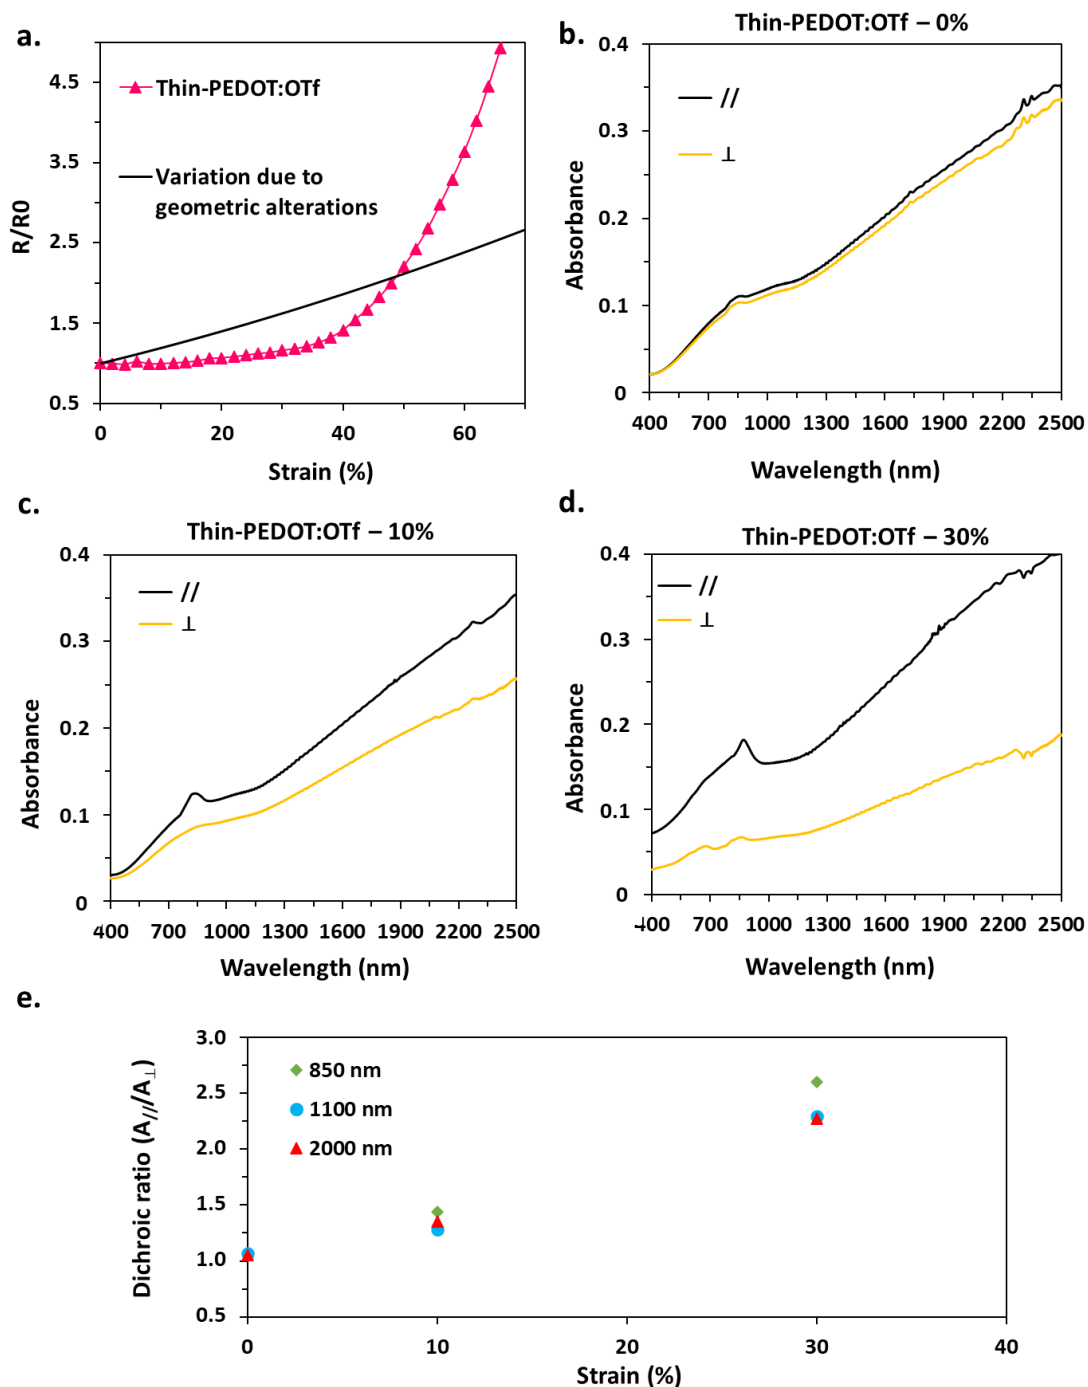 a.
4.5
3.5
2.5
1.5
0.5
R/R0
Thin-PEDOT:OTf
Variation due to
geometric alterations
0 20 40 60
Strain (%)
b.
Thin-PEDOT:OTf – 0%
0.4
0.3
0.2
0.1
0
Absorbance
//
⊥
400 700 1000 1300 1600 1900 2200 2500
Wavelength (nm)
c.
Thin-PEDOT:OTf – 10%
0.4
0.3
0.2
0.1
0
Absorbance
//
⊥
400 700 1000 1300 1600 1900 2200 2500
Wavelength (nm)
d.
Thin-PEDOT:OTf – 30%
0.4
0.3
0.2
0.1
0
Absorbance
//
⊥
400 700 1000 1300 1600 1900 2200 2500
Wavelength (nm)
e.
3.0
2.5
2.0
1.5
1.0
0.5
Dichroic ratio (A///A⊥)
850 nm
1100 nm
2000 nm
0 10 20 30 40
Strain (%)